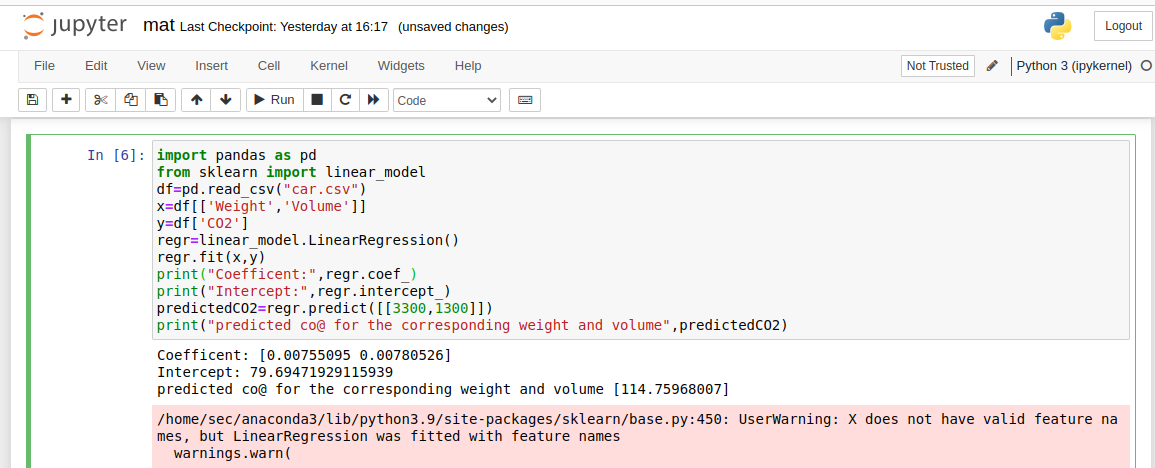 jupyter mat Last Checkpoint: Yesterday at 16:17 (unsaved changes) Logout
File Edit View Insert Cell Kernel Widgets Help Not Trusted Python 3 (ipykernel)
Run Code
In [6]: import pandas as pd
from sklearn import linear_model
df=pd.read_csv("car.csv")
x=df[['Weight','Volume']]
y=df['CO2']
regr=linear_model.LinearRegression()
regr.fit(x,y)
print("Coefficent:",regr.coef_)
print("Intercept:",regr.intercept_)
predictedCO2=regr.predict([[3300,1300]])
print("predicted co@ for the corresponding weight and volume",predictedCO2)
Coefficent: [0.00755095 0.00780526]
Intercept: 79.69471929115939
predicted co@ for the corresponding weight and volume [114.75968007]
/home/sec/anaconda3/lib/python3.9/site-packages/sklearn/base.py:450: UserWarning: X does not have valid feature na
mes, but LinearRegression was fitted with feature names
warnings.warn(